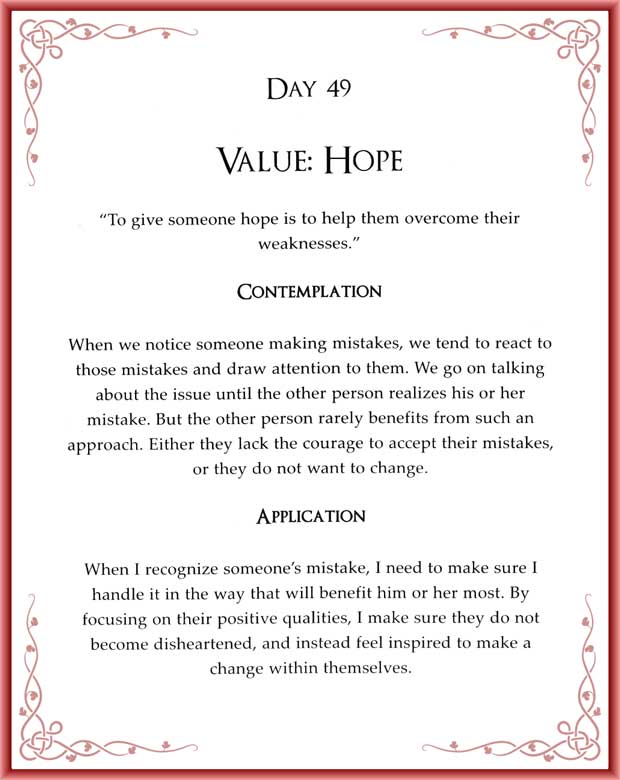 Day 49
Value: Hope
“To give someone hope is to help them overcome their
weaknesses.”
Contemplation
When we notice someone making mistakes, we tend to react to
those mistakes and draw attention to them. We go on talking
about the issue until the other person realizes his or her
mistake. But the other person rarely benefits from such an
approach. Either they lack the courage to accept their mistakes,
or they do not want to change.
Application
When I recognize someone’s mistake, I need to make sure I
handle it in the way that will benefit him or her most. By
focusing on their positive qualities, I make sure they do not
become disheartened, and instead feel inspired to make a
change within themselves.